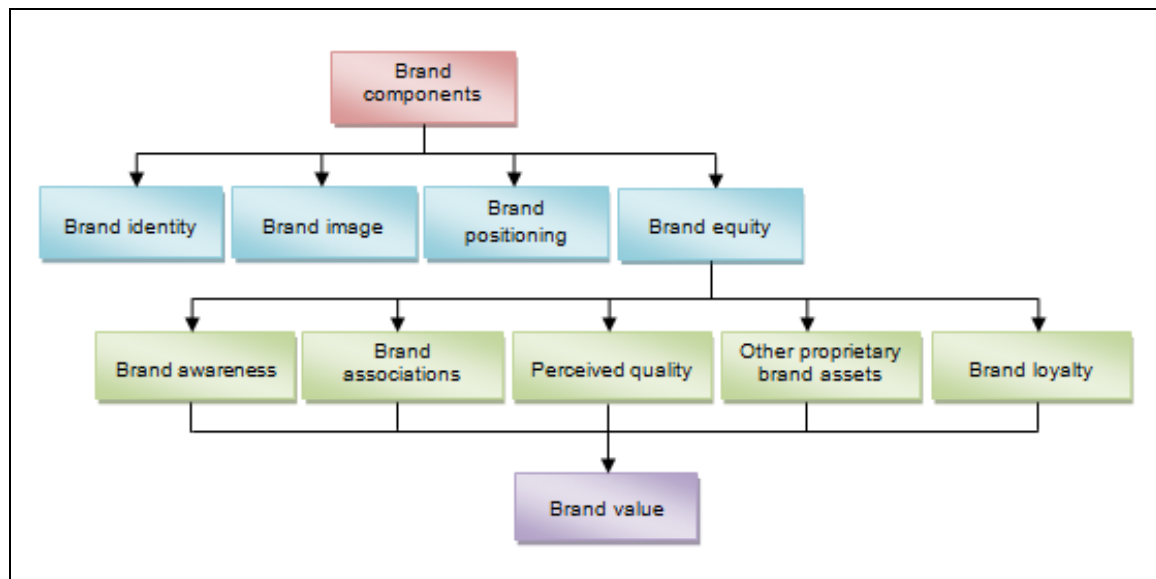 Brand
components
Brand identity
Brand image
Brand
positioning
Brand equity
Brand awareness
Brand
associations
Perceived quality
Other proprietary
brand assets
Brand loyalty
Brand value